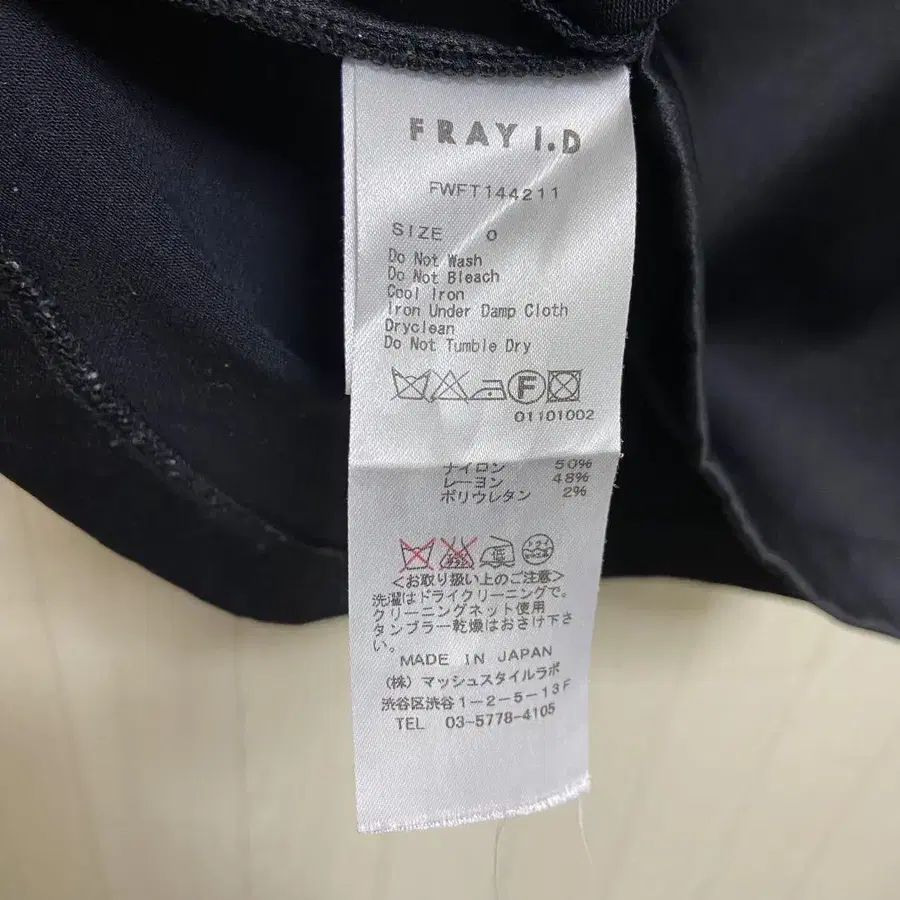 FRAY I.D
FWFT144211
SIZE 0
Do Not Wash
Do Not Bleach
Cool Iron
Iron Under Damp Cloth
Dryclean
Do Not Tumble Dry
F
01101002
ナイロン 50%
レーヨン 48%
ポリウレタン 2%
低
<お取り扱い上のご注意>
洗濯はドライクリーニングで。
クリーニングネット使用
タンブラー乾燥はおさけ下さ
い。
MADE IN JAPAN
(株) マッシュスタイルラボ
渋谷区渋谷1-2-5-13F
TEL 03-5778-4105